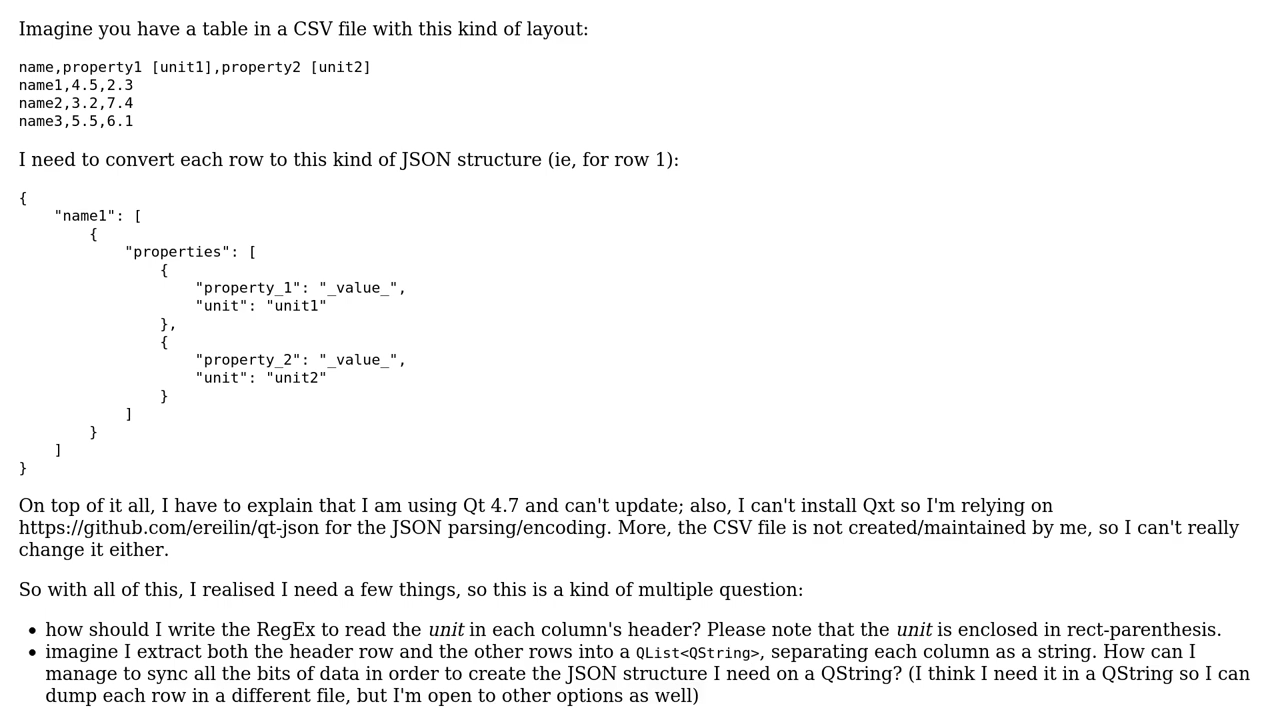 Imagine you have a table in a CSV file with this kind of layout:
name,property1 [unit1],property2 [unit2]
name1,4.5,2.3
name2,3.2,7.4
name3,5.5,6.1
I need to convert each row to this kind of JSON structure (ie, for row 1):
{
    "name1": [
        {
            "properties": [
                {
                    "property_1": "_value_",
                    "unit": "unit1"
                },
                {
                    "property_2": "_value_",
                    "unit": "unit2"
                }
            ]
        }
    ]
}
On top of it all, I have to explain that I am using Qt 4.7 and can't update; also, I can't install Qxt so I'm relying on
https://github.com/ereilin/qt-json for the JSON parsing/encoding. More, the CSV file is not created/maintained by me, so I can't really
change it either.
So with all of this, I realised I need a few things, so this is a kind of multiple question:
• how should I write the RegEx to read the unit in each column's header? Please note that the unit is enclosed in rect-parenthesis.
• imagine I extract both the header row and the other rows into a QList<QString>, separating each column as a string. How can I
manage to sync all the bits of data in order to create the JSON structure I need on a QString? (I think I need it in a QString so I can
dump each row in a different file, but I'm open to other options as well)